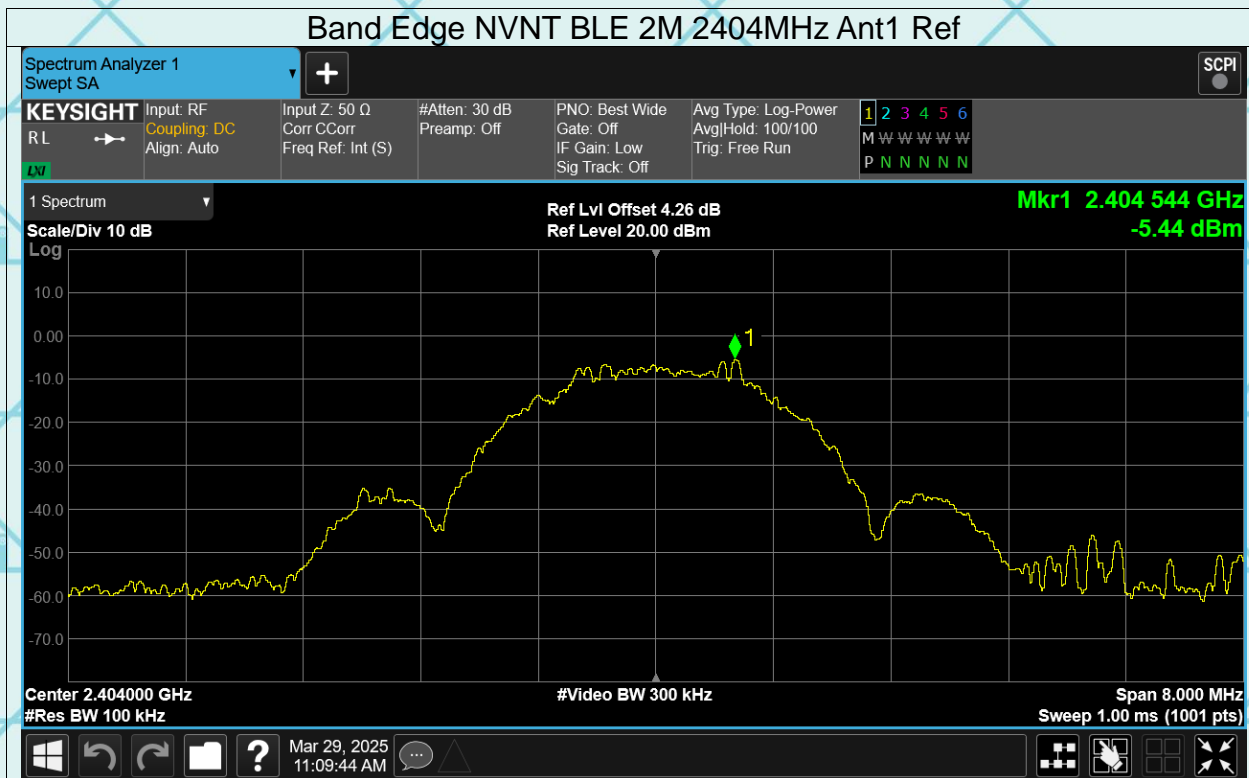 Band Edge NVNT BLE 2M 2404MHz Ant1 Ref
Spectrum Analyzer 1
Swept SA
+
SCPI
KEYSIGHT
RL
LXI
Input: RF
Coupling: DC
Align: Auto
Input Z: 50 Ω
Corr CCorr
Freq Ref: Int (S)
#Atten: 30 dB
Preamp: Off
PNO: Best Wide
Gate: Off
IF Gain: Low
Sig Track: Off
Avg Type: Log-Power
Avg|Hold: 100/100
Trig: Free Run
1 2 3 4 5 6
M W W W W W
P N N N N N
1 Spectrum
Scale/Div 10 dB
Ref Lvl Offset 4.26 dB
Ref Level 20.00 dBm
Mkr1 2.404 544 GHz
-5.44 dBm
Log
10.0
0.00
-10.0
-20.0
-30.0
-40.0
-50.0
-60.0
-70.0
1
Center 2.404000 GHz
#Res BW 100 kHz
#Video BW 300 kHz
Span 8.000 MHz
Sweep 1.00 ms (1001 pts)
?
Mar 29, 2025
11:09:44 AM